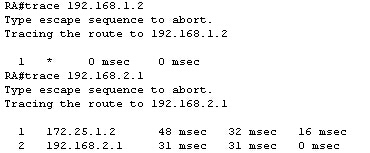 RA#trace 192.168.1.2
Type escape sequence to abort.
Tracing the route to 192.168.1.2
1 * 0 msec 0 msec
RA#trace 192.168.2.1
Type escape sequence to abort.
Tracing the route to 192.168.2.1
1 172.25.1.2 48 msec 32 msec 16 msec
2 192.168.2.1 31 msec 31 msec 0 msec